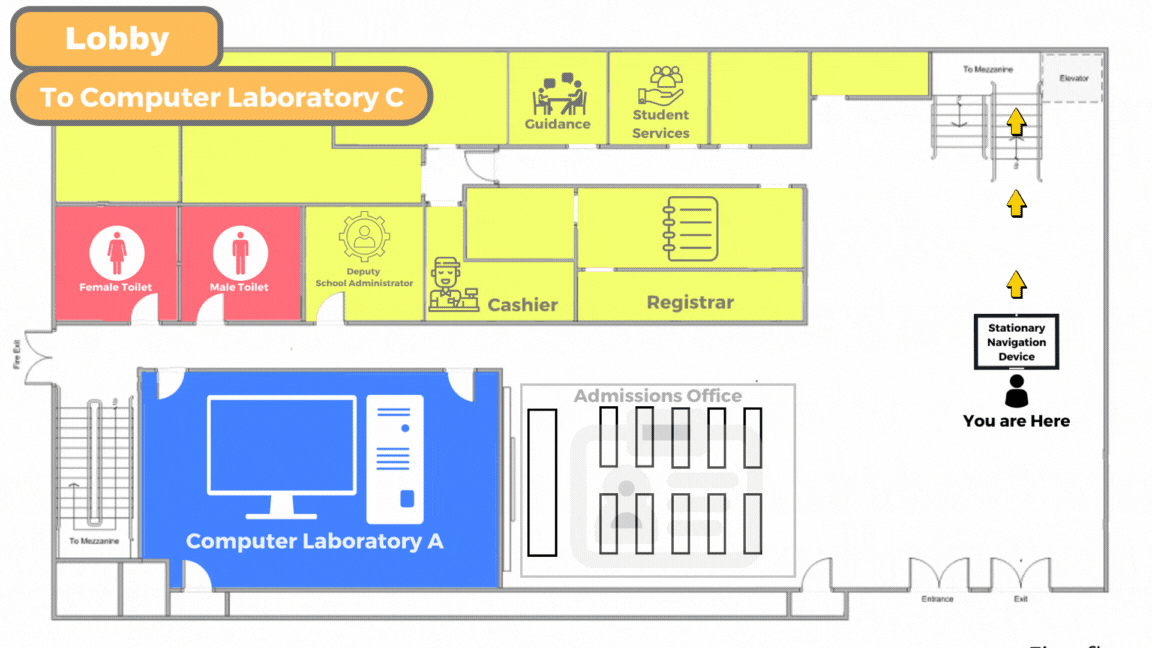 Lobby
To Computer Laboratory C
To Mezzanine
Elevator
Guidance
Student
Services
Female Toilet
Male Toilet
Deputy
School Administrator
Cashier
Registrar
Stationary
Navigation
Device
You are Here
Fire Exit
Admissions Office
Computer Laboratory A
To Mezzanine
Entrance
Exit